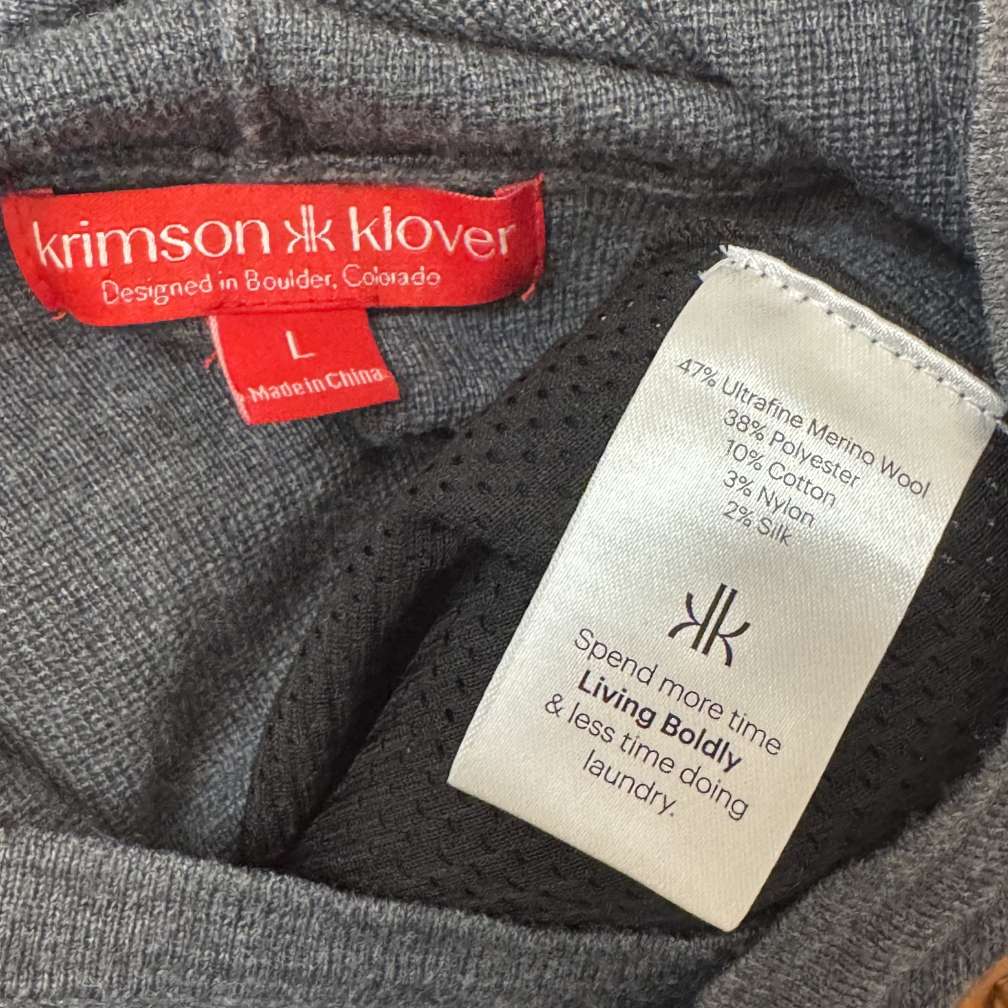 krimson kk klover
Designed in Boulder, Colorado
L
Made in China
47% Ultrafine Merino Wool
38% Polyester
10% Cotton
3% Nylon
2% Silk
kk
Spend more time
Living Boldly
& less time doing
laundry.